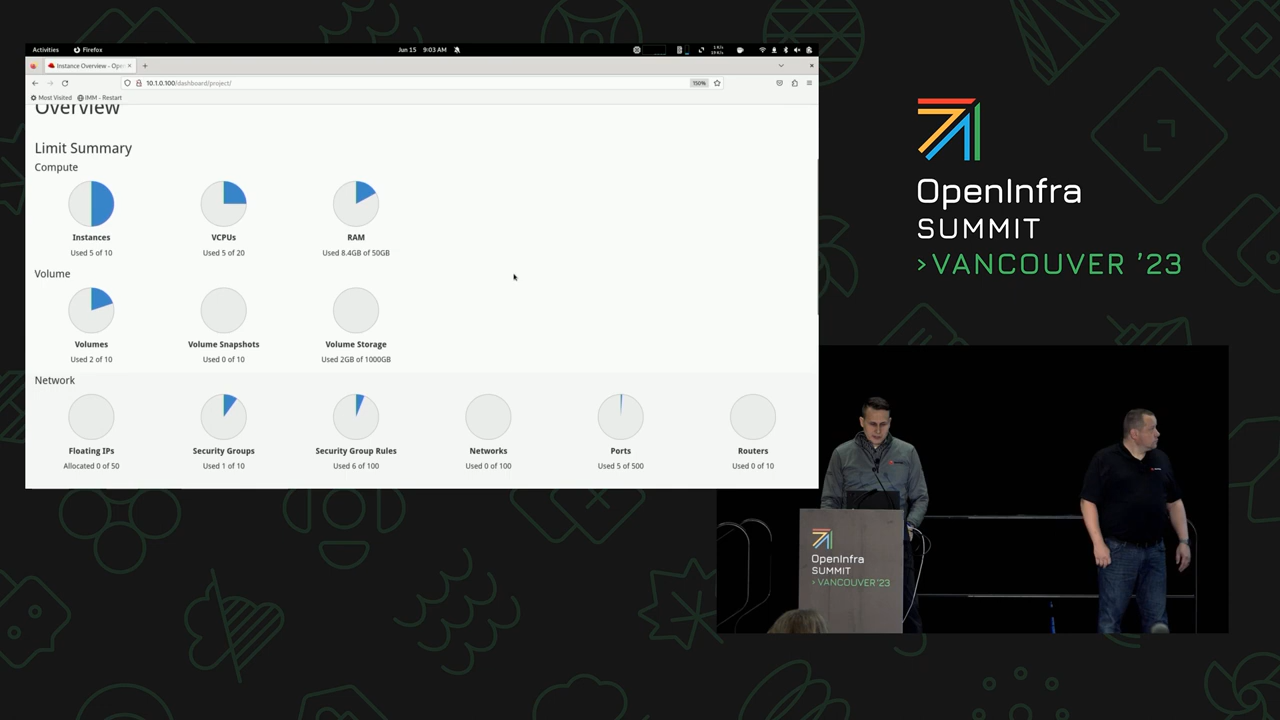 Activities
Firefox
Jun 15 9:03 AM
Instance Overview - Ope
10.1.0.100/dashboard/project/
150%
Most Visited
IMM - Restart
Overview
Limit Summary
Compute
Instances
VCPUs
RAM
Used 5 of 10
Used 5 of 20
Used 8.4GB of 50GB
Volume
Volumes
Volume Snapshots
Volume Storage
Used 2 of 10
Used 0 of 10
Used 2GB of 1000GB
Network
Floating IPs
Security Groups
Security Group Rules
Networks
Ports
Routers
Allocated 0 of 50
Used 1 of 10
Used 6 of 100
Used 0 of 100
Used 5 of 500
Used 0 of 10
OpenInfra
SUMMIT
>VANCOUVER '23
OpenInfra
SUMMIT
>VANCOUVER '23